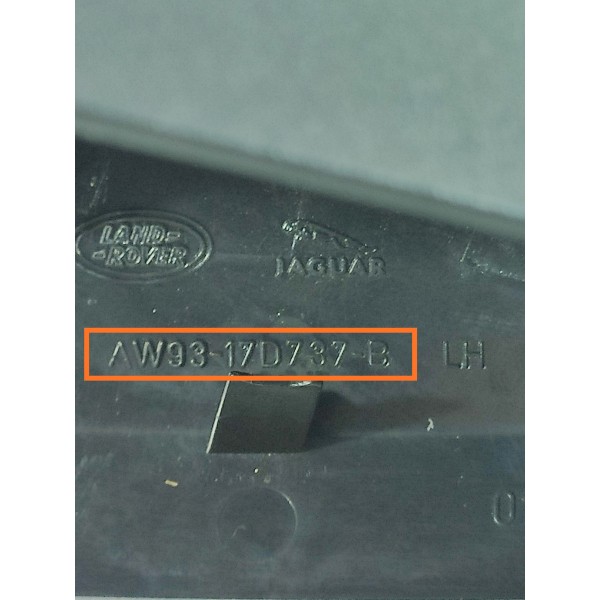 LAND-
-ROVER
JAGUAR
AW93-17D737-B LH